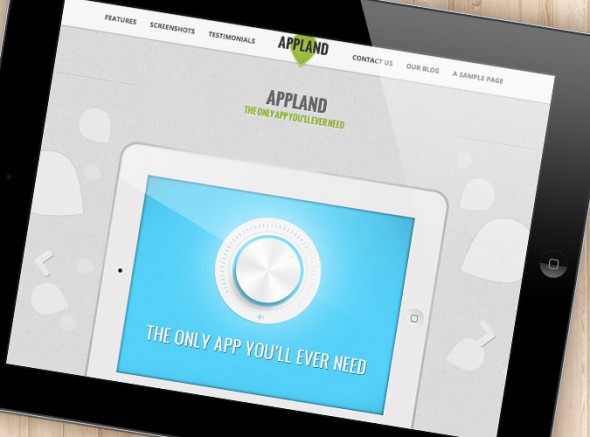 FEATURES SCREENSHOTS TESTIMONIALS APPLAND CONTACT US OUR BLOG A SAMPLE PAGE
APPLAND
THE ONLY APP YOU'LL EVER NEED
THE ONLY APP YOU'LL EVER NEED